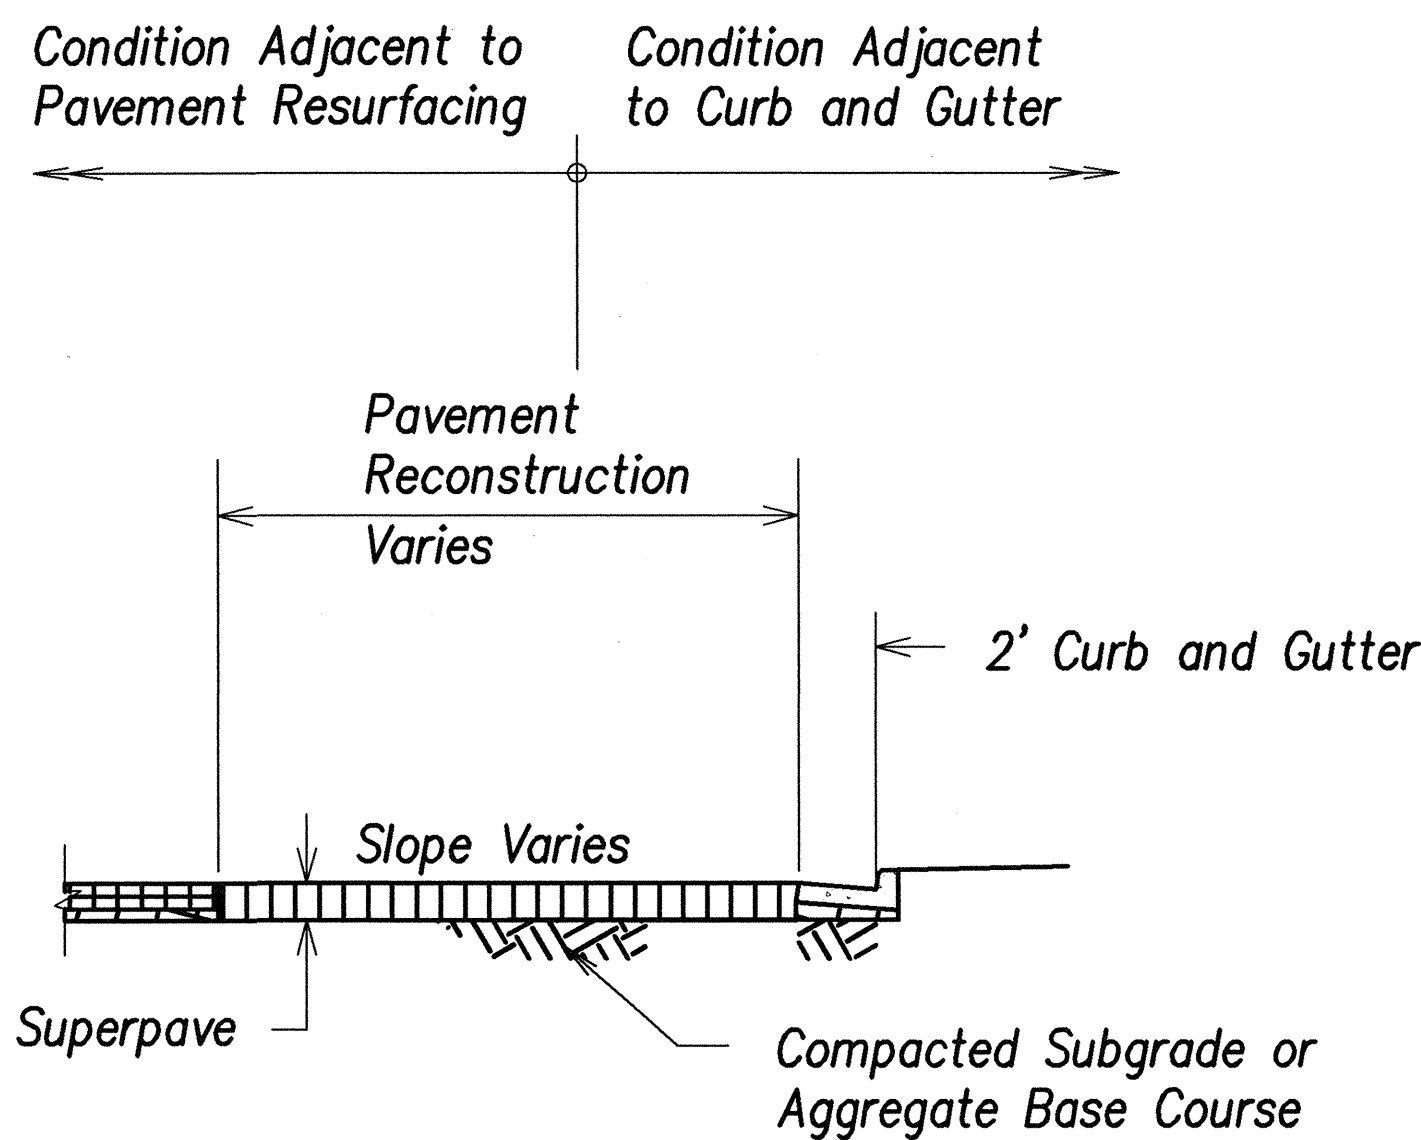 Condition Adjacent to
Pavement Resurfacing
Condition Adjacent
to Curb and Gutter
Pavement
Reconstruction
Varies
2' Curb and Gutter
Slope Varies
Superpave
Compacted Subgrade or
Aggregate Base Course